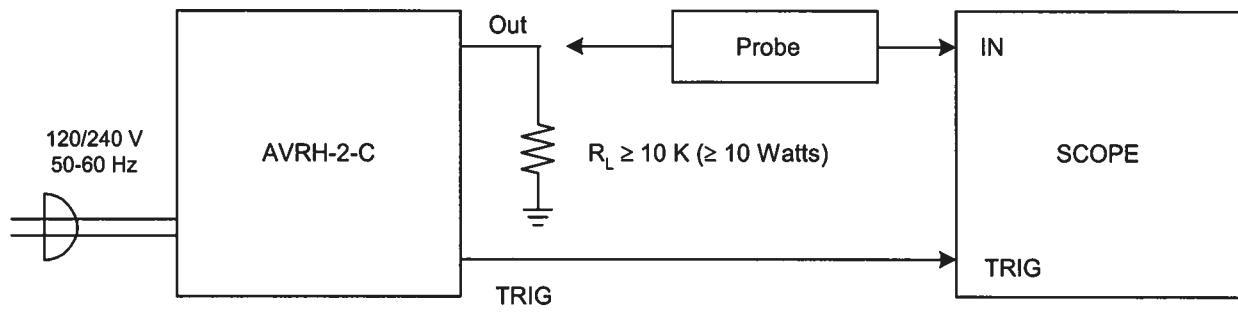 Out
Probe
IN
120/240 V
50-60 Hz
AVRH-2-C
R_L ≥ 10 K (≥ 10 Watts)
SCOPE
TRIG
TRIG